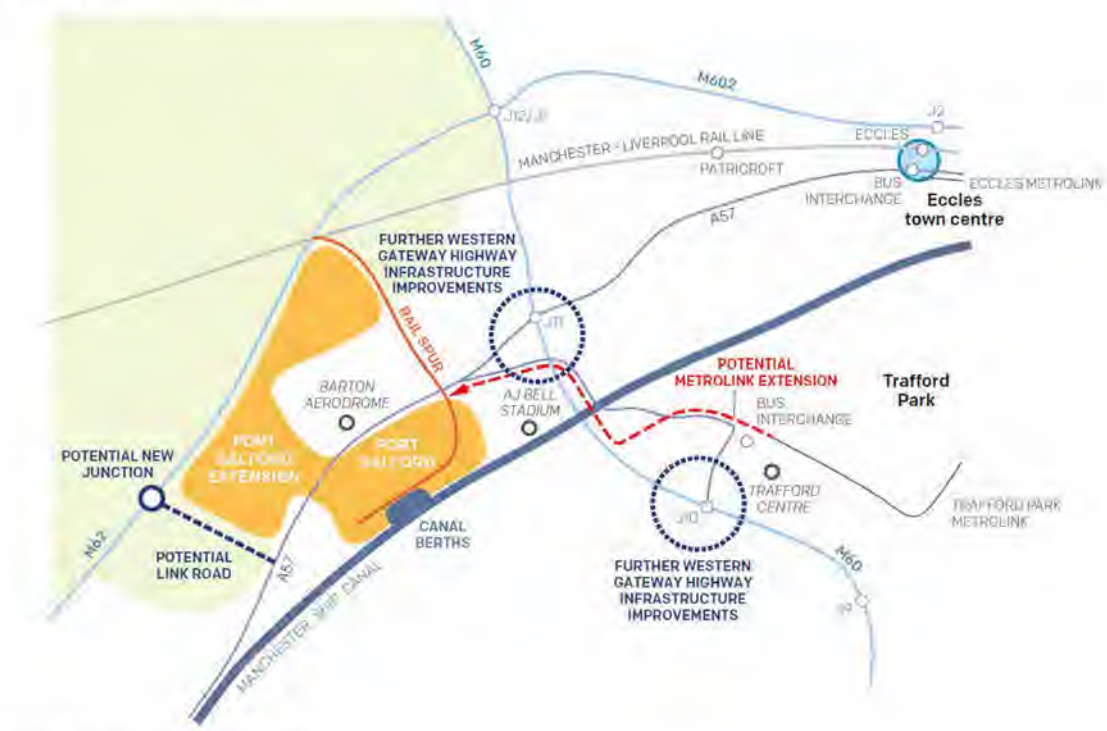 M60
M602
J12/J1
J2
ECCLES
MANCHESTER - LIVERPOOL RAIL LINE
PATRICROFT
BUS
INTERCHANGE
ECCLES METROLINK
Eccles
town centre
A57
FURTHER WESTERN
GATEWAY HIGHWAY
INFRASTRUCTURE
IMPROVEMENTS
J11
RAIL SPUR
POTENTIAL
METROLINK EXTENSION
Trafford
Park
BUS
INTERCHANGE
BARTON
AERODROME
AJ BELL
STADIUM
PORT
SALFORD
EXTENSION
PORT
SALFORD
POTENTIAL NEW
JUNCTION
TRAFFORD
CENTRE
TRAFFORD PARK
METROLINK
J10
CANAL
BERTHS
M62
POTENTIAL
LINK ROAD
A57
MANCHESTER SHIP CANAL
FURTHER WESTERN
GATEWAY HIGHWAY
INFRASTRUCTURE
IMPROVEMENTS
M60
J9